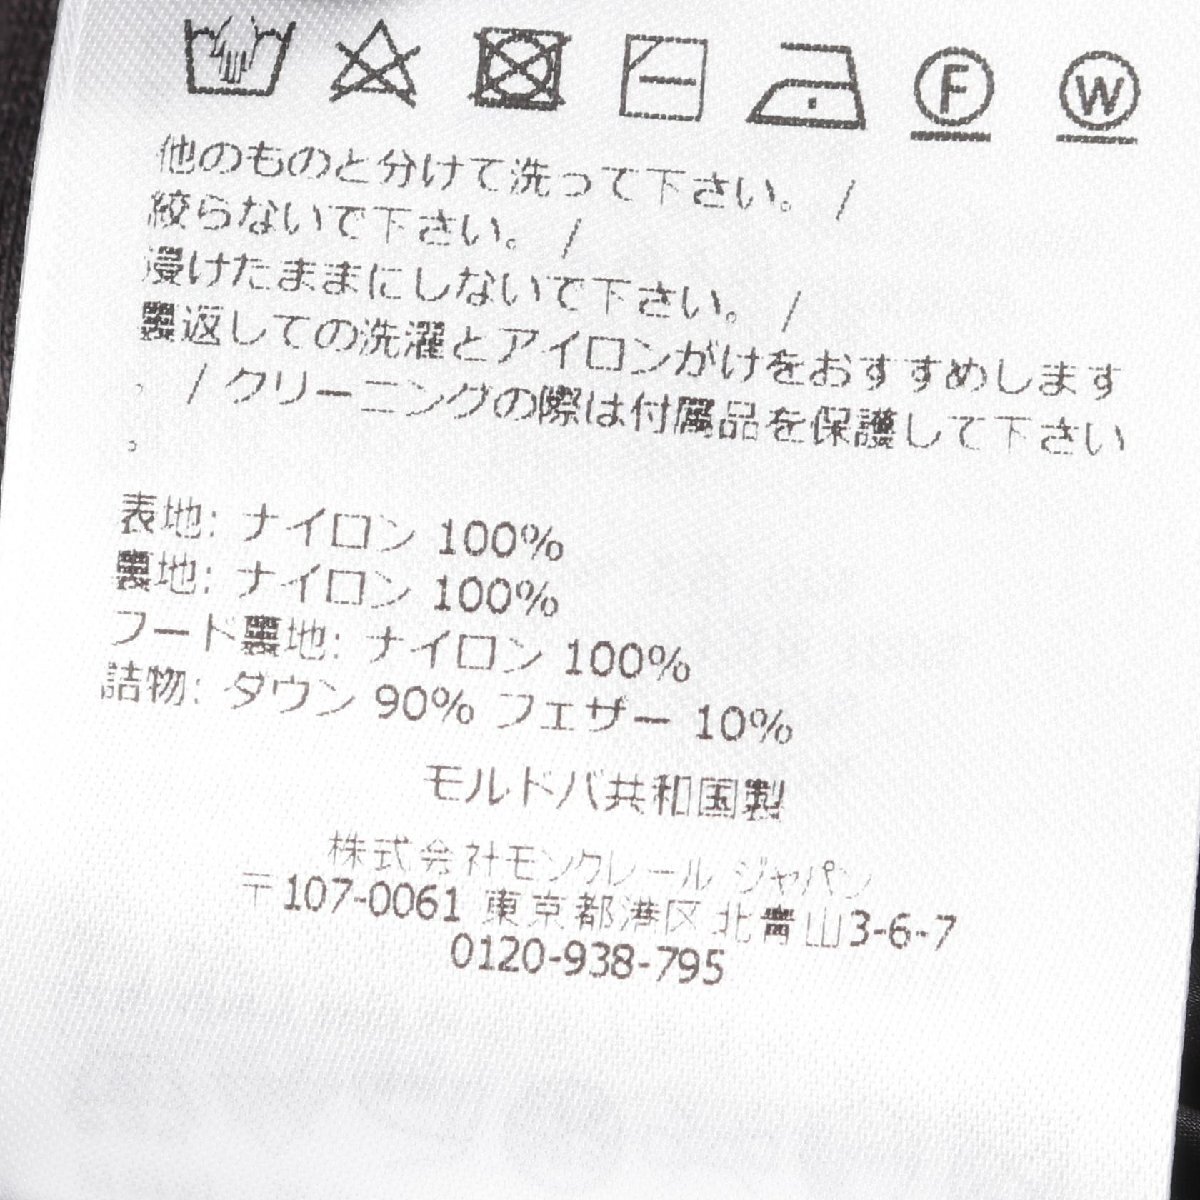 F W
他のものと分けて洗って下さい。 /
絞らないで下さい。 /
浸けたままにしないで下さい。 /
裏返しての洗濯とアイロンがけをおすすめします
。 / クリーニングの際は付属品を保護して下さい
。
表地: ナイロン 100%
裏地: ナイロン 100%
フード裏地: ナイロン 100%
詰物: ダウン 90% フェザー 10%
モルドバ共和国製
株式会社モンクレール ジャパン
〒107-0061 東京都港区北青山3-6-7
0120-938-795